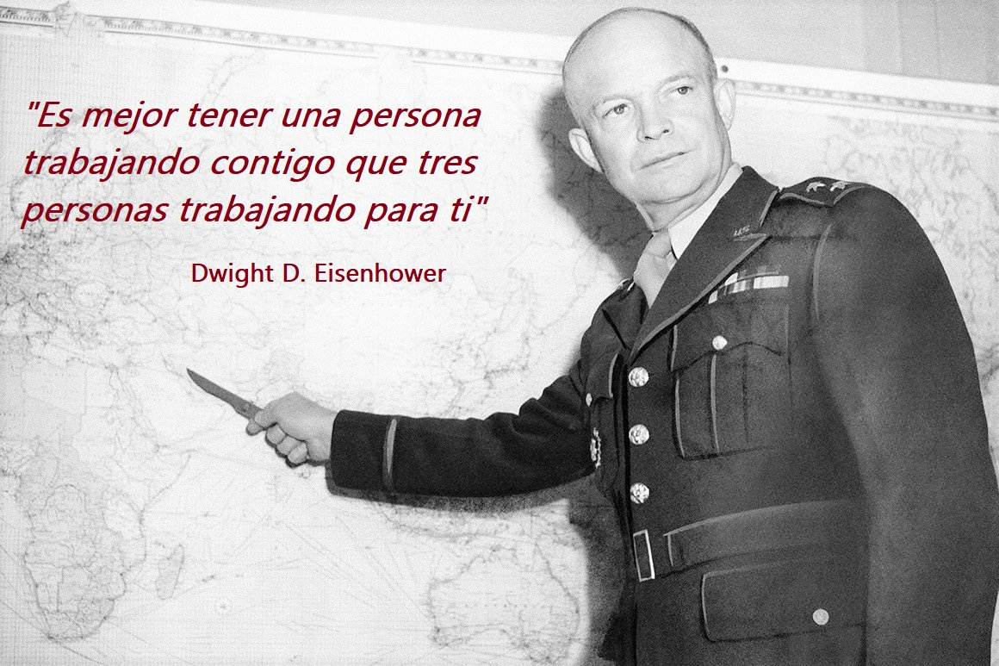 "Es mejor tener una persona
trabajando contigo que tres
personas trabajando para ti"
Dwight D. Eisenhower